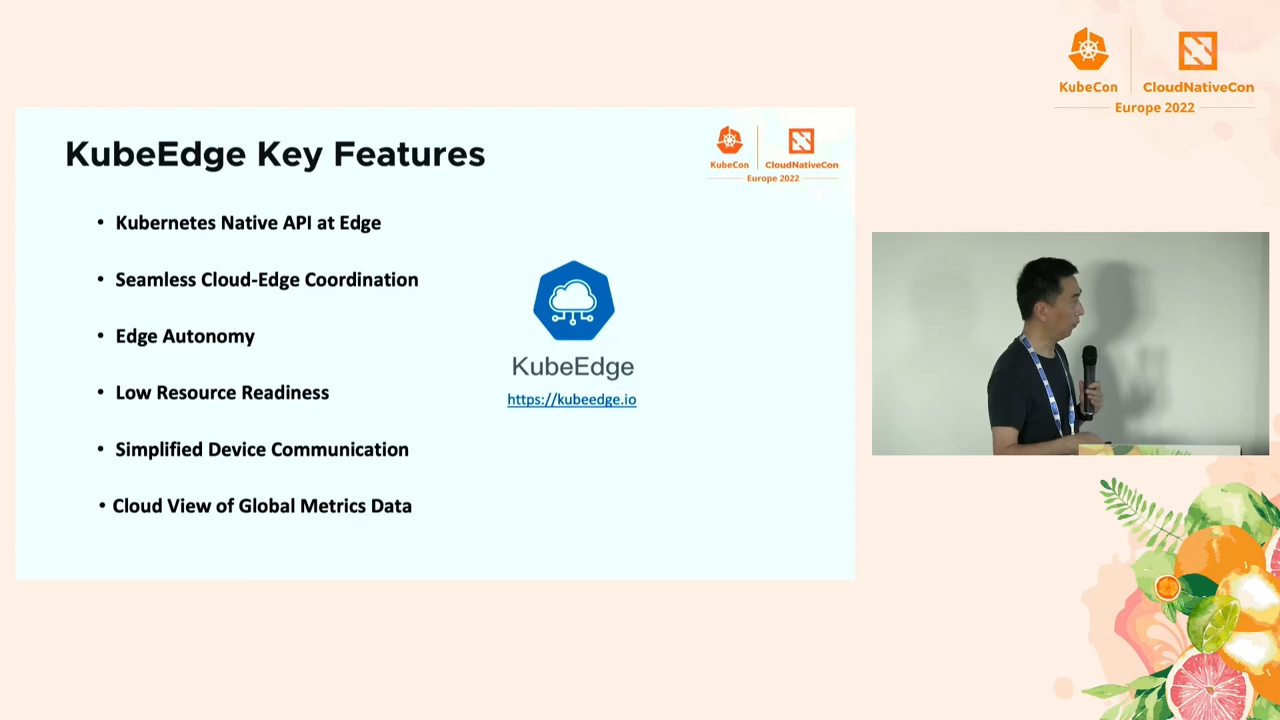 KubeCon
CloudNativeCon
Europe 2022
KubeEdge Key Features
KubeCon
CloudNativeCon
Europe 2022
• Kubernetes Native API at Edge
• Seamless Cloud-Edge Coordination
• Edge Autonomy
• Low Resource Readiness
• Simplified Device Communication
• Cloud View of Global Metrics Data
KubeEdge
https://kubeedge.io